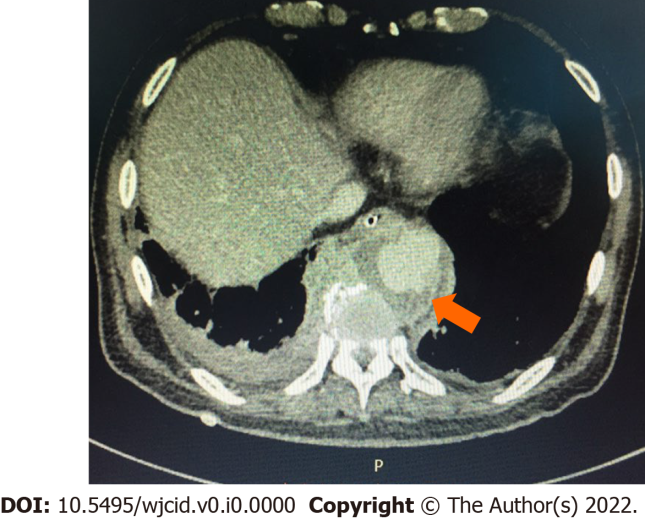 P
DOI: 10.5495/wjcid.v0.i0.0000 Copyright © The Author(s) 2022.